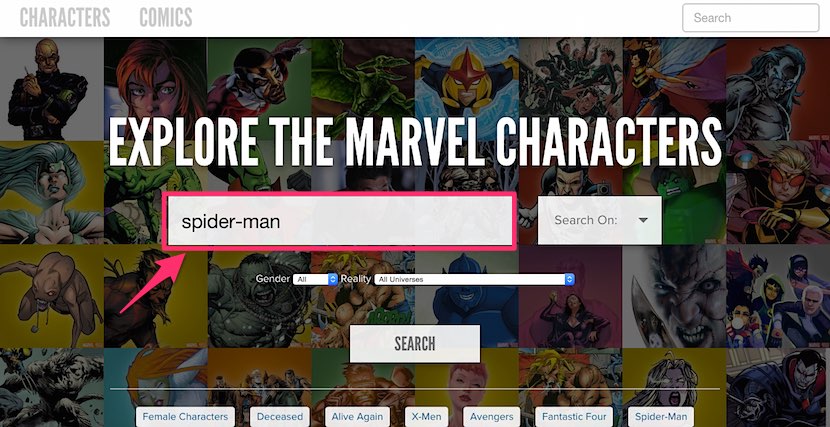 CHARACTERS COMICS Search
EXPLORE THE MARVEL CHARACTERS
spider-man Search On:
Gender All Reality All Universes
SEARCH
Female Characters Deceased Alive Again X-Men Avengers Fantastic Four Spider-Man